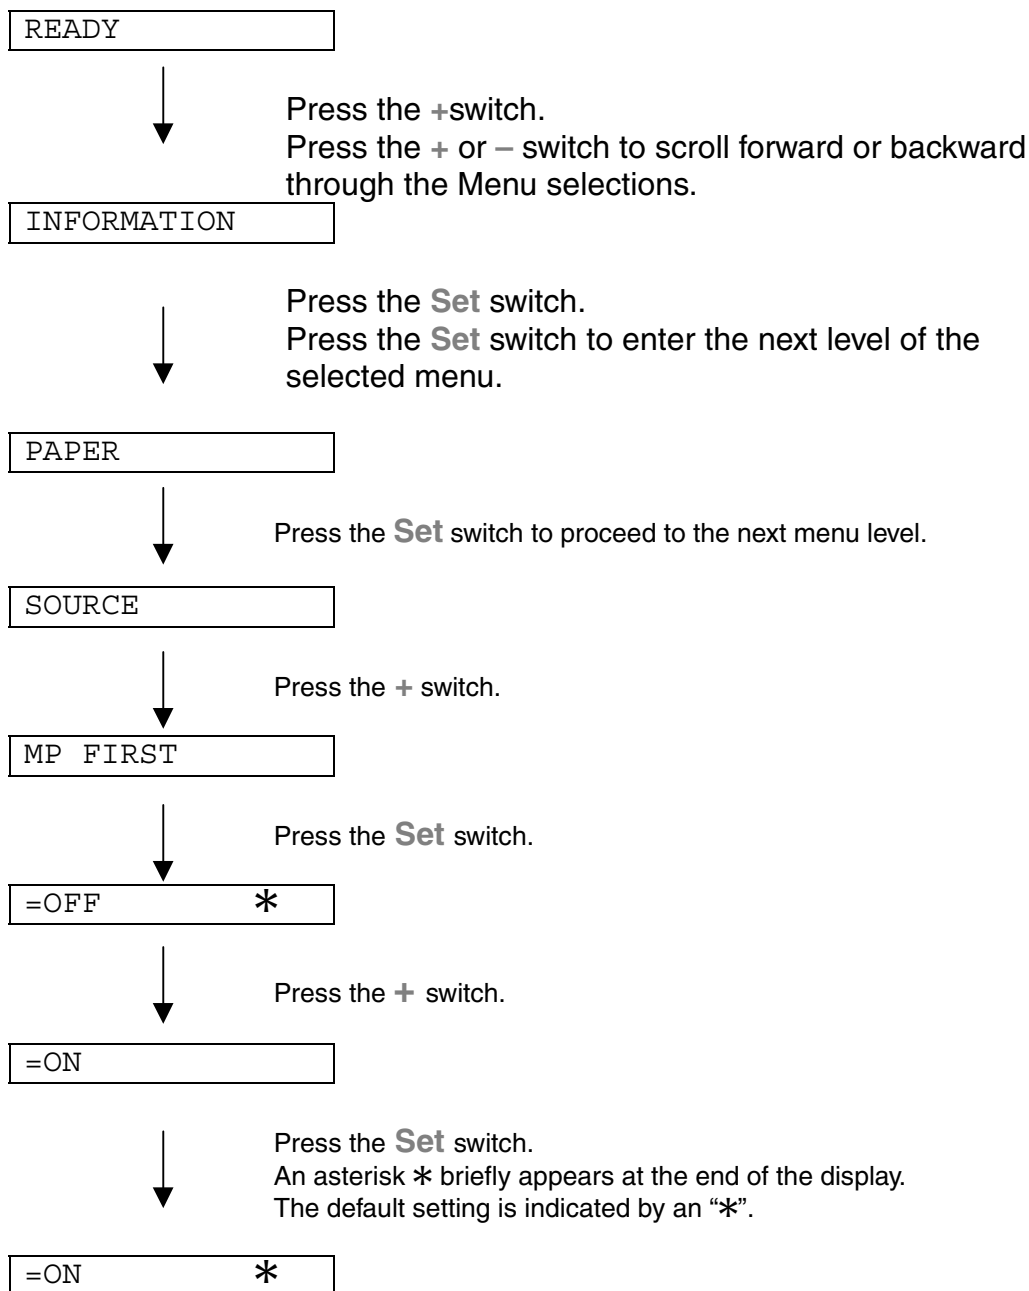 READY
Press the +switch.
Press the + or – switch to scroll forward or backward
through the Menu selections.
INFORMATION
Press the Set switch.
Press the Set switch to enter the next level of the
selected menu.
PAPER
Press the Set switch to proceed to the next menu level.
SOURCE
Press the + switch.
MP FIRST
Press the Set switch.
=OFF *
Press the + switch.
=ON
Press the Set switch.
An asterisk * briefly appears at the end of the display.
The default setting is indicated by an “*”.
=ON *